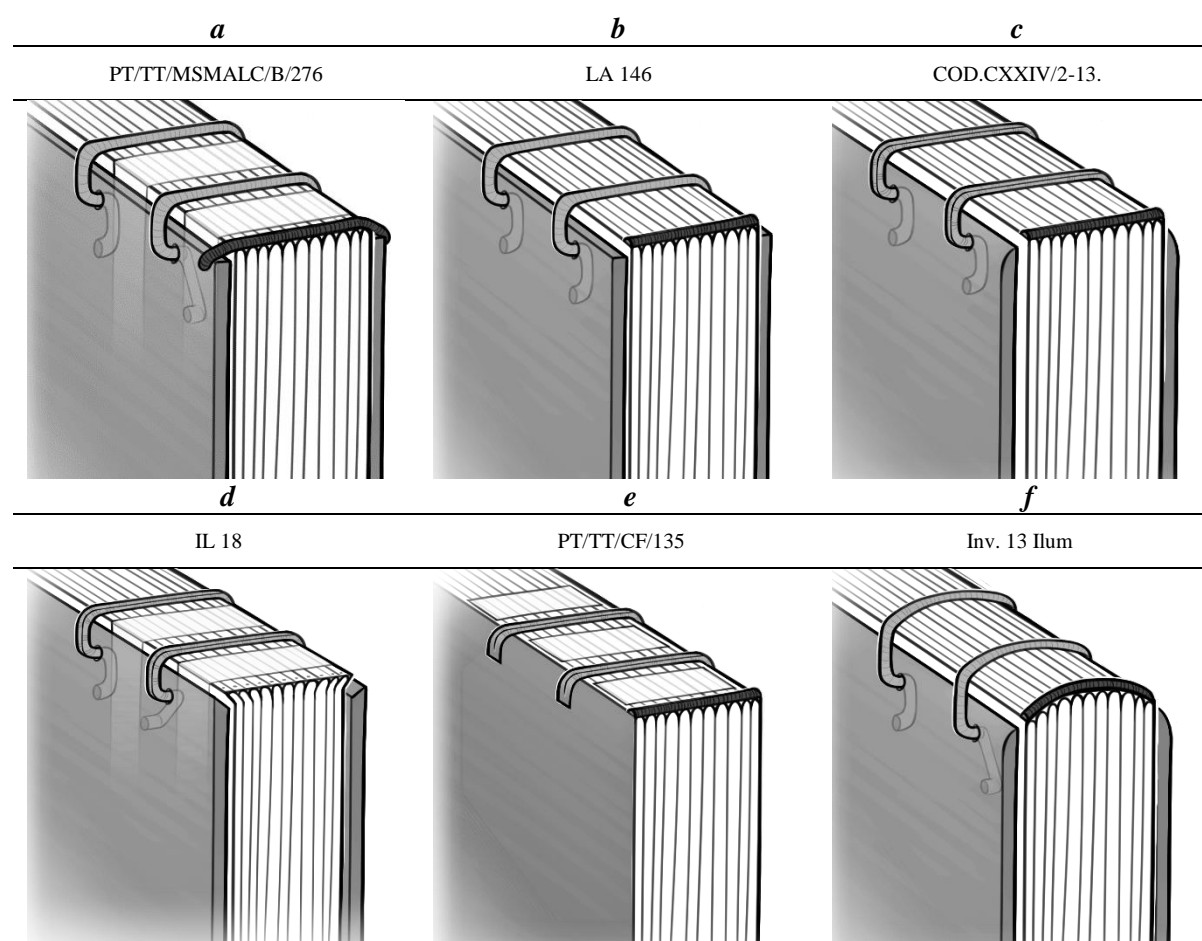 a b c
PT/TT/MSMALC/B/276 LA 146 COD.CXXIV/2-13.
d e f
IL 18 PT/TT/CF/135 Inv. 13 Ilum